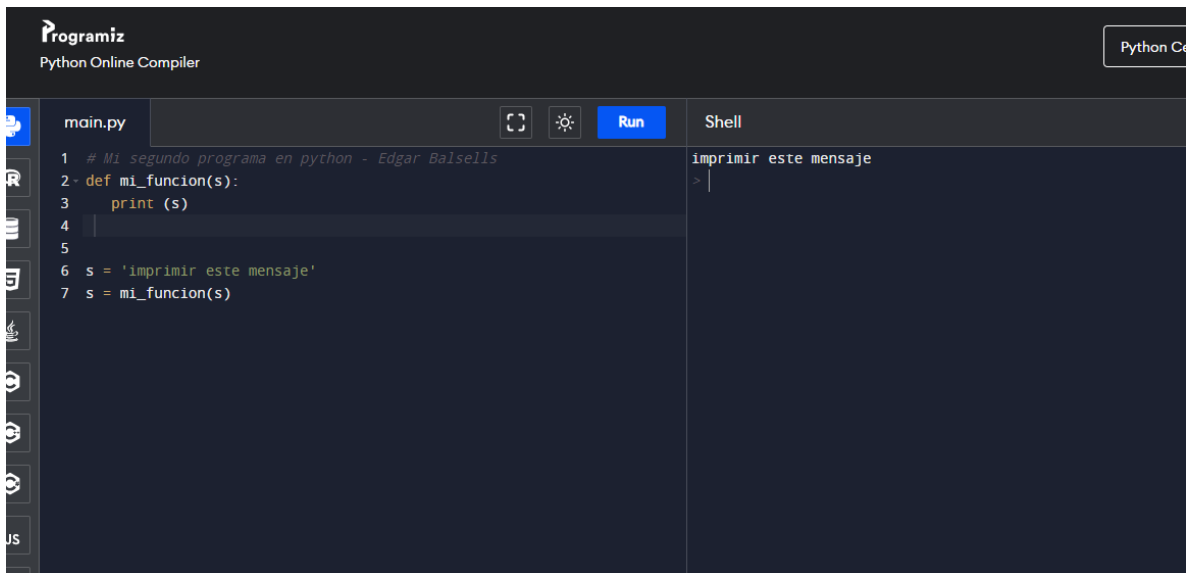 Programiz
Python Online Compiler
Python Ce
main.py
Run
Shell
1 # Mi segundo programa en python - Edgar Balsells
2 def mi_funcion(s):
3 print (s)
4
5
6 s = 'imprimir este mensaje'
7 s = mi_funcion(s)
imprimir este mensaje
>
R
JS